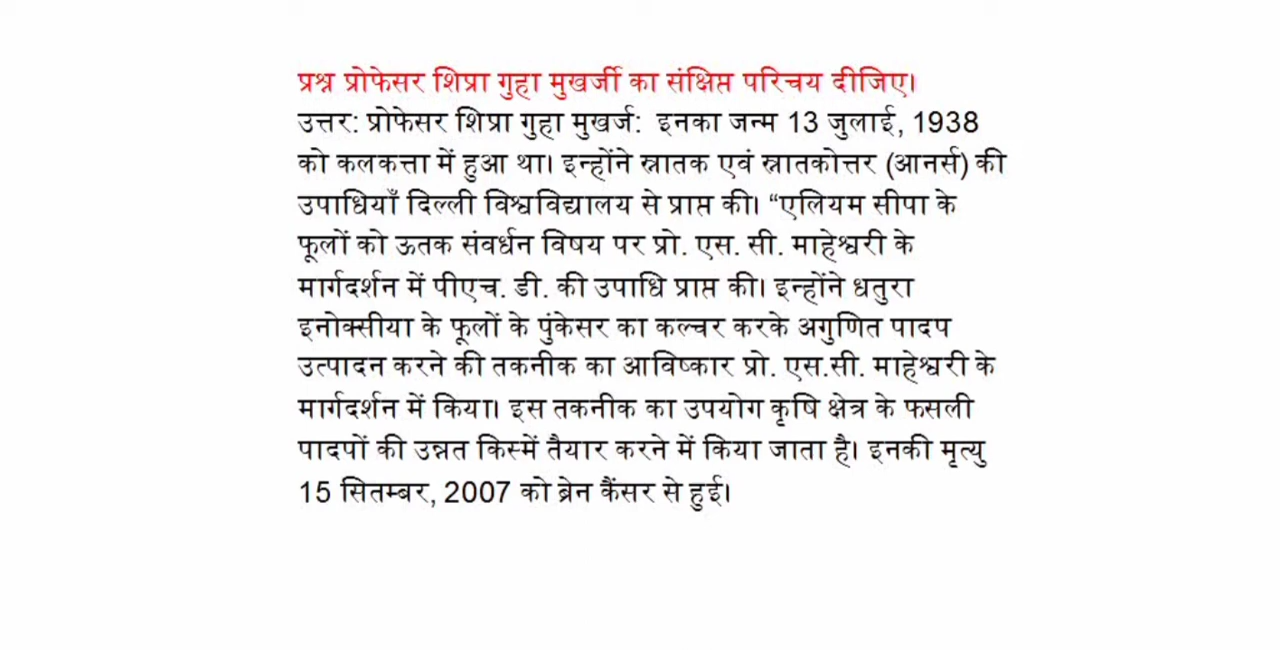 प्रश्न प्रोफेसर शिप्रा गुहा मुखर्जी का संक्षिप्त परिचय दीजिए।
उत्तर: प्रोफेसर शिप्रा गुहा मुखर्ज: इनका जन्म 13 जुलाई, 1938
को कलकत्ता में हुआ था। इन्होंने स्नातक एवं स्नातकोत्तर (आनर्स) की
उपाधियाँ दिल्ली विश्वविद्यालय से प्राप्त की। “एलियम सीपा के
फूलों को ऊतक संवर्धन विषय पर प्रो. एस. सी. माहेश्वरी के
मार्गदर्शन में पीएच. डी. की उपाधि प्राप्त की। इन्होंने धतुरा
इनोक्सीया के फूलों के पुंकेसर का कल्चर करके अगुणित पादप
उत्पादन करने की तकनीक का आविष्कार प्रो. एस.सी. माहेश्वरी के
मार्गदर्शन में किया। इस तकनीक का उपयोग कृषि क्षेत्र के फसली
पादपों की उन्नत किस्में तैयार करने में किया जाता है। इनकी मृत्यु
15 सितम्बर, 2007 को ब्रेन कैंसर से हुई।